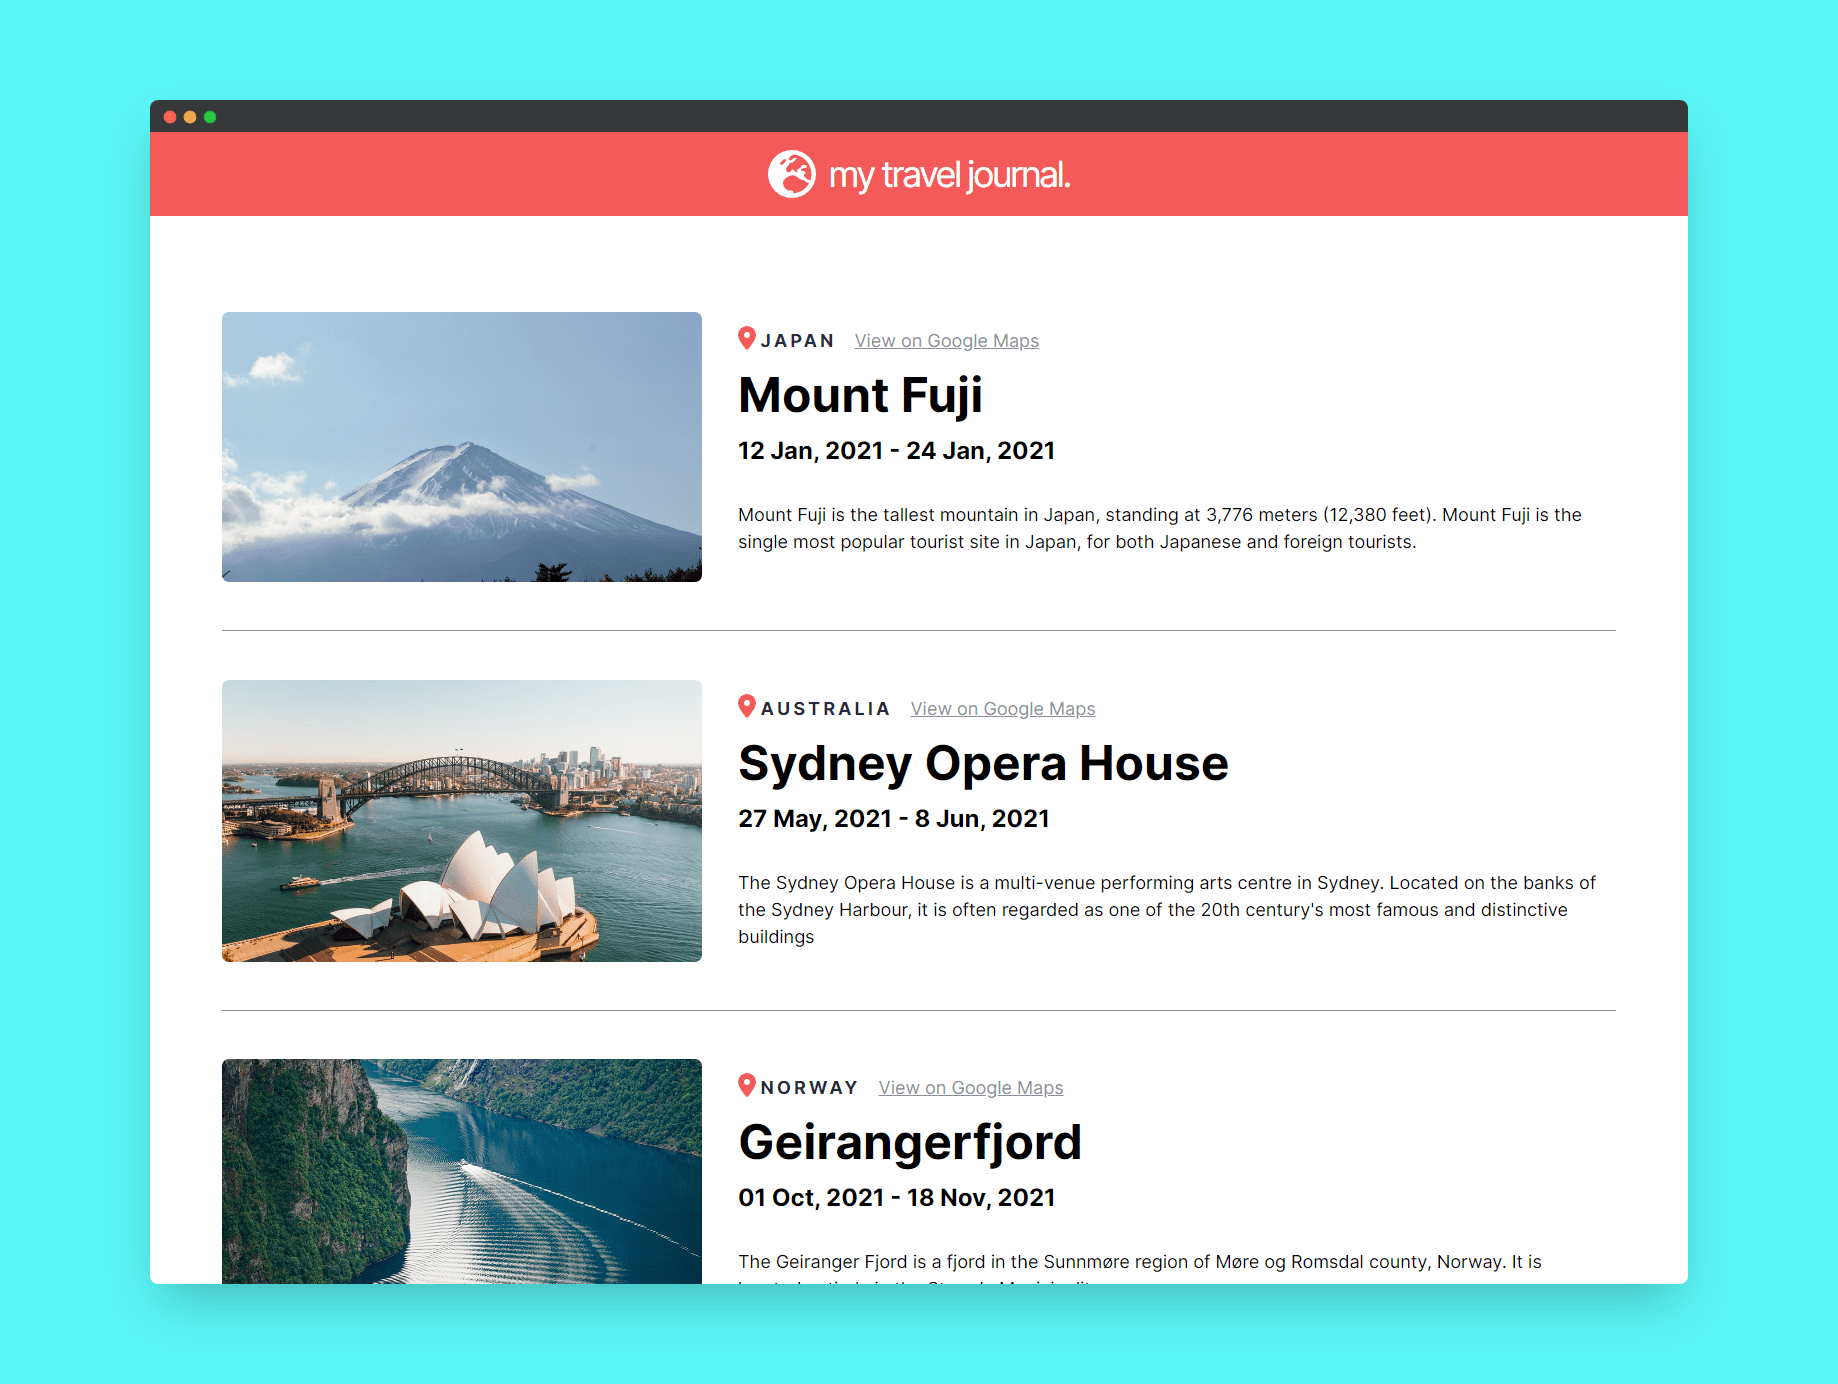 my travel journal.
JAPAN View on Google Maps
Mount Fuji
12 Jan, 2021 - 24 Jan, 2021
Mount Fuji is the tallest mountain in Japan, standing at 3,776 meters (12,380 feet). Mount Fuji is the
single most popular tourist site in Japan, for both Japanese and foreign tourists.
AUSTRALIA View on Google Maps
Sydney Opera House
27 May, 2021 - 8 Jun, 2021
The Sydney Opera House is a multi-venue performing arts centre in Sydney. Located on the banks of
the Sydney Harbour, it is often regarded as one of the 20th century's most famous and distinctive
buildings
NORWAY View on Google Maps
Geirangerfjord
01 Oct, 2021 - 18 Nov, 2021
The Geiranger Fjord is a fjord in the Sunnmøre region of Møre og Romsdal county, Norway. It is